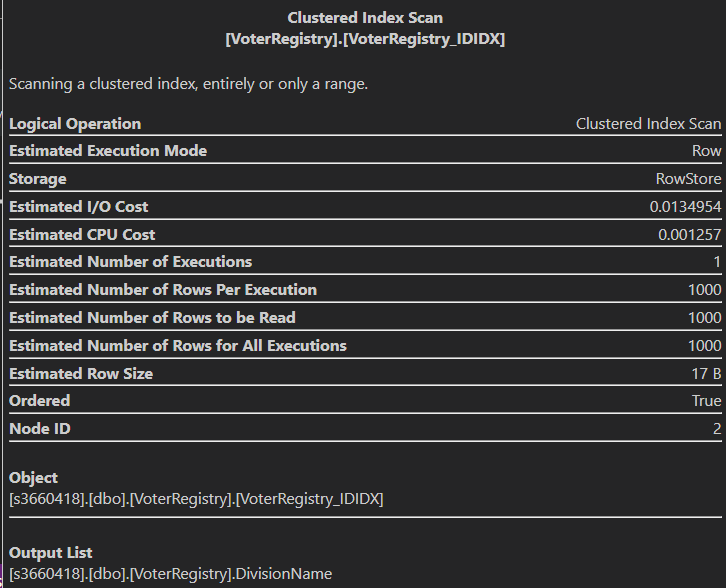 Clustered Index Scan
[VoterRegistry].[VoterRegistry_IDIDX]
Scanning a clustered index, entirely or only a range.
Logical Operation Clustered Index Scan
Estimated Execution Mode Row
Storage RowStore
Estimated I/O Cost 0.0134954
Estimated CPU Cost 0.001257
Estimated Number of Executions 1
Estimated Number of Rows Per Execution 1000
Estimated Number of Rows to be Read 1000
Estimated Number of Rows for All Executions 1000
Estimated Row Size 17 B
Ordered True
Node ID 2
Object
[s3660418].[dbo].[VoterRegistry].[VoterRegistry_IDIDX]
Output List
[s3660418].[dbo].[VoterRegistry].DivisionName